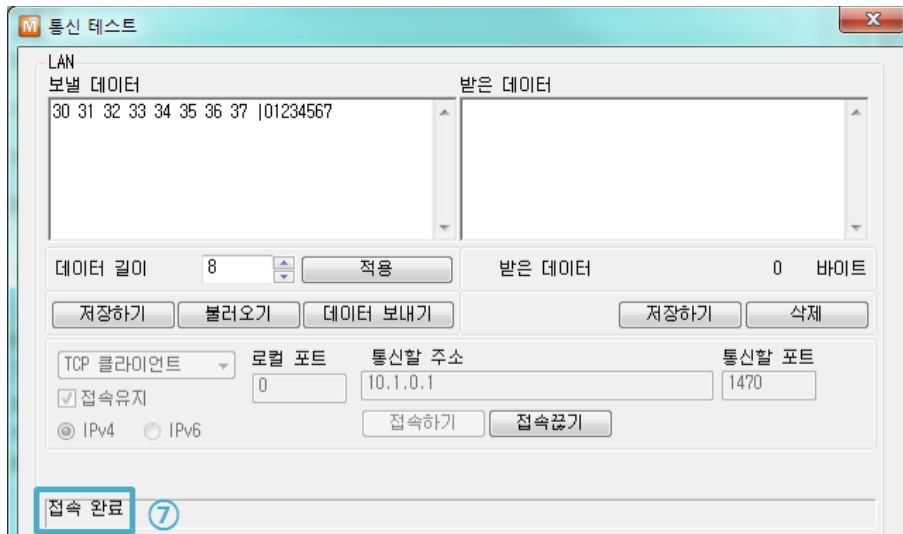 M 통신 테스트
x
LAN
보낼 데이터
받은 데이터
30 31 32 33 34 35 36 37 |01234567
데이터 길이 8 적용
받은 데이터 0 바이트
저장하기 불러오기 데이터 보내기
저장하기 삭제
TCP 클라이언트
로컬 포트
통신할 주소
통신할 포트
0
10.1.0.1
1470
접속유지
접속하기 접속끊기
IPv4 IPv6
접속 완료 ⑦